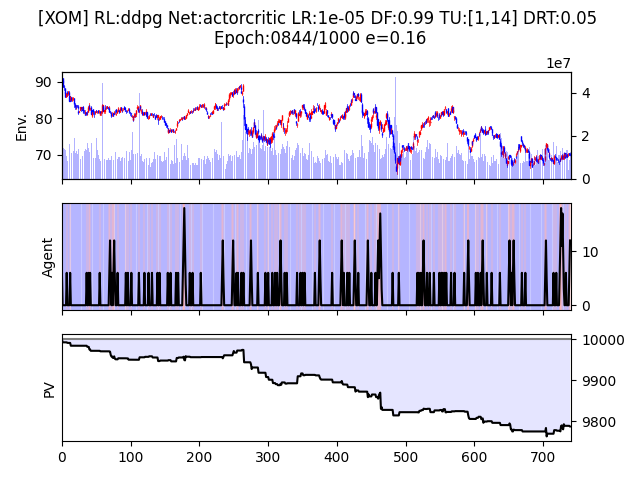 [XOM] RL:ddpg Net:actorcritic LR:1e-05 DF:0.99 TU:[1,14] DRT:0.05
Epoch:0844/1000 e=0.16
1e7
90
80
70
Env.
4
2
0
Agent
10
0
PV
10000
9900
9800
0 100 200 300 400 500 600 700